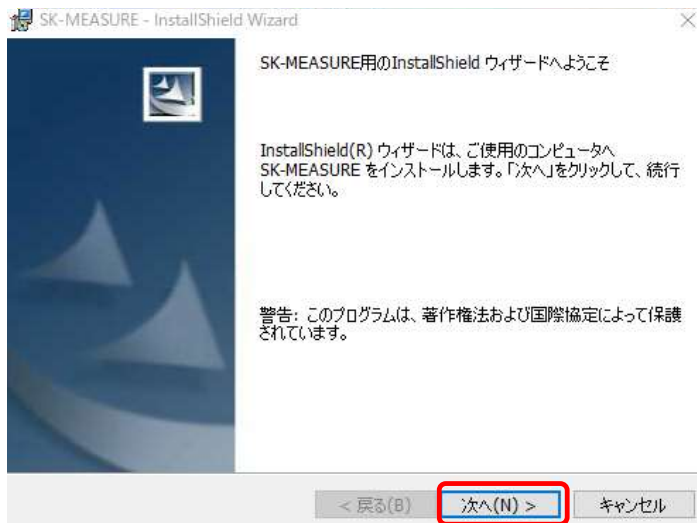 SK-MEASURE - InstallShield Wizard
SK-MEASURE用のInstallShield ウィザードへようこそ
InstallShield(R) ウィザードは、ご使用のコンピュータへ
SK-MEASURE をインストールします。「次へ」をクリックして、続行
してください。
警告: このプログラムは、著作権法および国際協定によって保護
されています。
< 戻る(B)
次へ(N) >
キャンセル